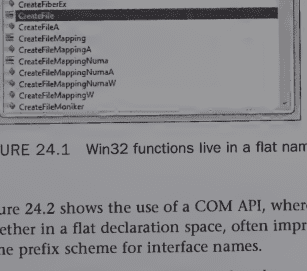 CreateFiberEx
CreateFile
CreateFileA
CreateFileMapping
CreateFileMappingA
CreateFileMappingNuma
CreateFileMappingNumaA
CreateFileMappingNumaW
CreateFileMappingW
CreateFileMoniker
URE 24.1 Win32 functions live in a flat nam
ure 24.2 shows the use of a COM API, where
ether in a flat declaration space, often impr
ne prefix scheme for interface names.